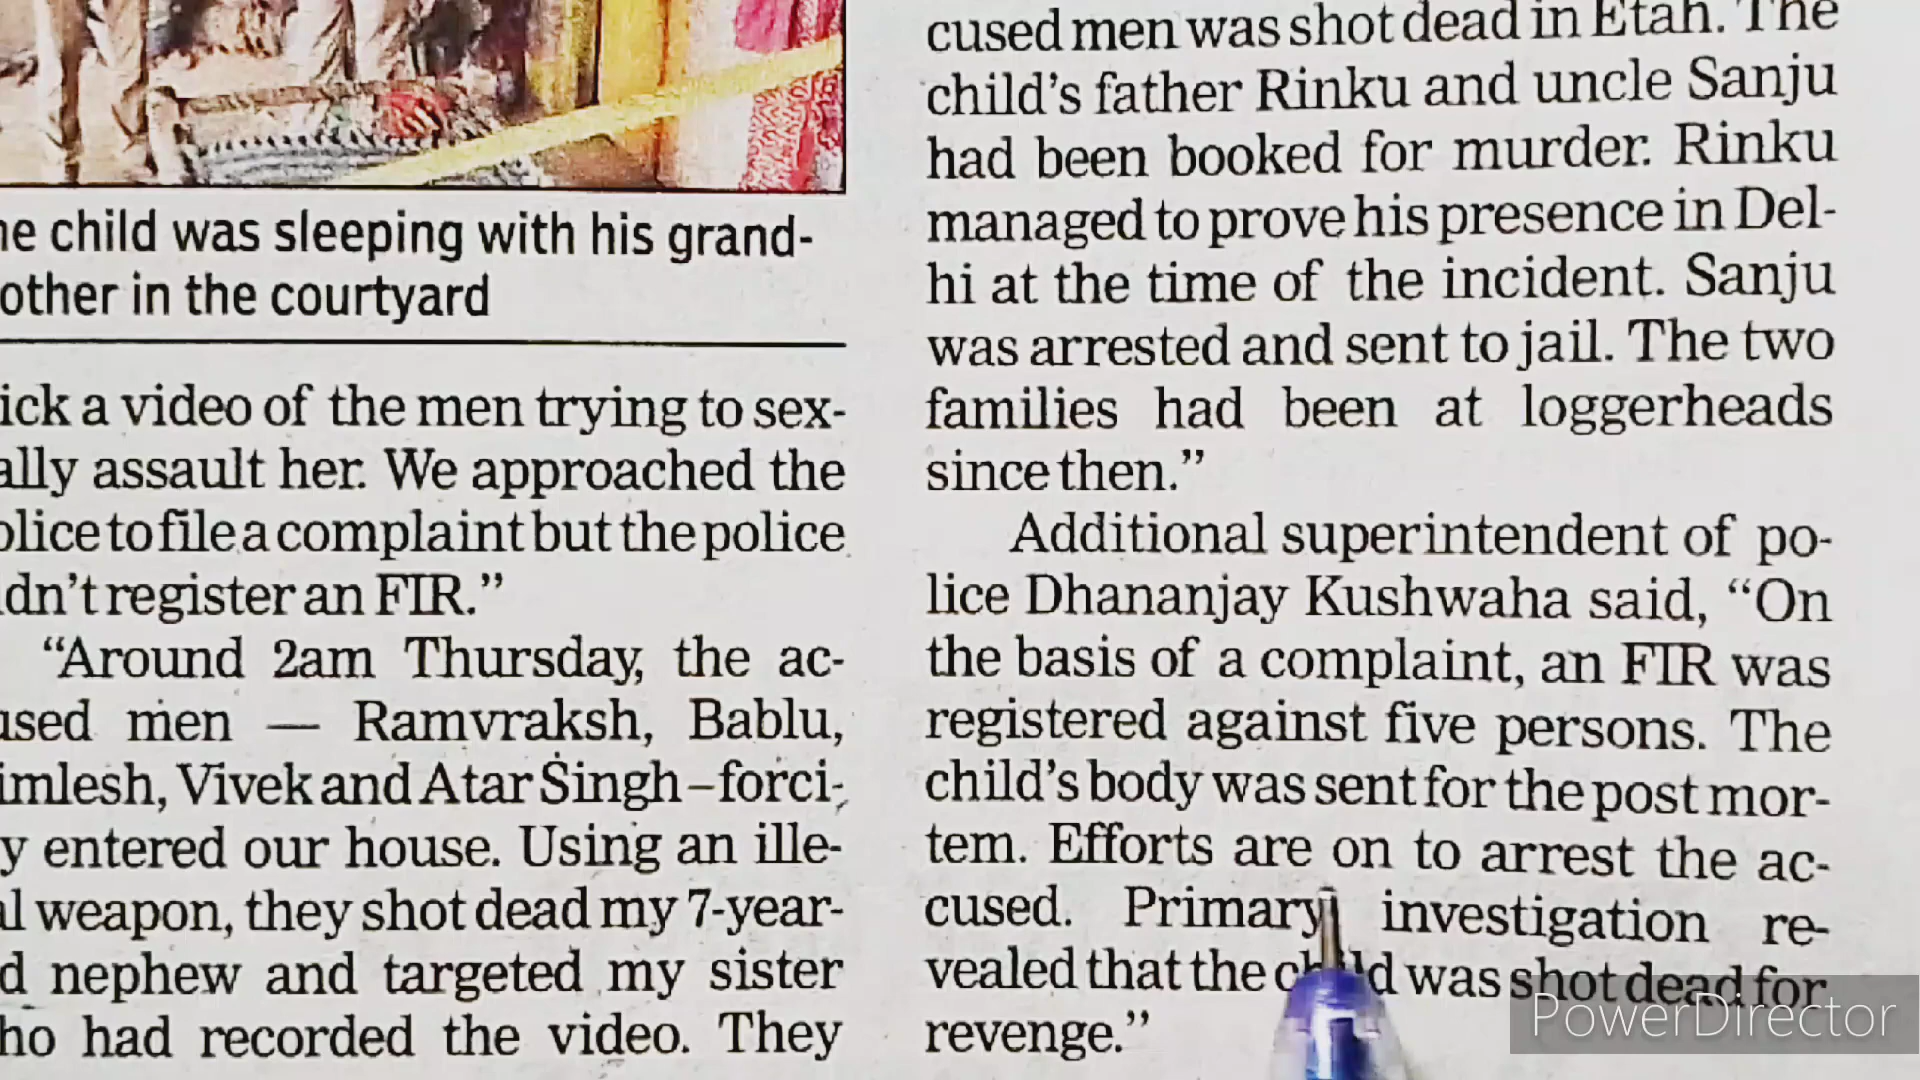 he child was sleeping with his grand-
other in the courtyard
ick a video of the men trying to sex-
ally assault her. We approached the
olice to file a complaint but the police
dn't register an FIR."
"Around 2am Thursday, the ac-
used men — Ramvraksh, Bablu,
imlesh, Vivek and Atar Singh – forci-
y entered our house. Using an ille-
al weapon, they shot dead my 7-year-
d nephew and targeted my sister
ho had recorded the video. They
cused men was shot dead in Etah. The
child's father Rinku and uncle Sanju
had been booked for murder. Rinku
managed to prove his presence in Del-
hi at the time of the incident. Sanju
was arrested and sent to jail. The two
families had been at loggerheads
since then."
Additional superintendent of po-
lice Dhananjay Kushwaha said, "On
the basis of a complaint, an FIR was
registered against five persons. The
child's body was sent for the post mor-
tem. Efforts are on to arrest the ac-
cused. Primary investigation re-
vealed that the child was shot dead for
revenge."
PowerDirector